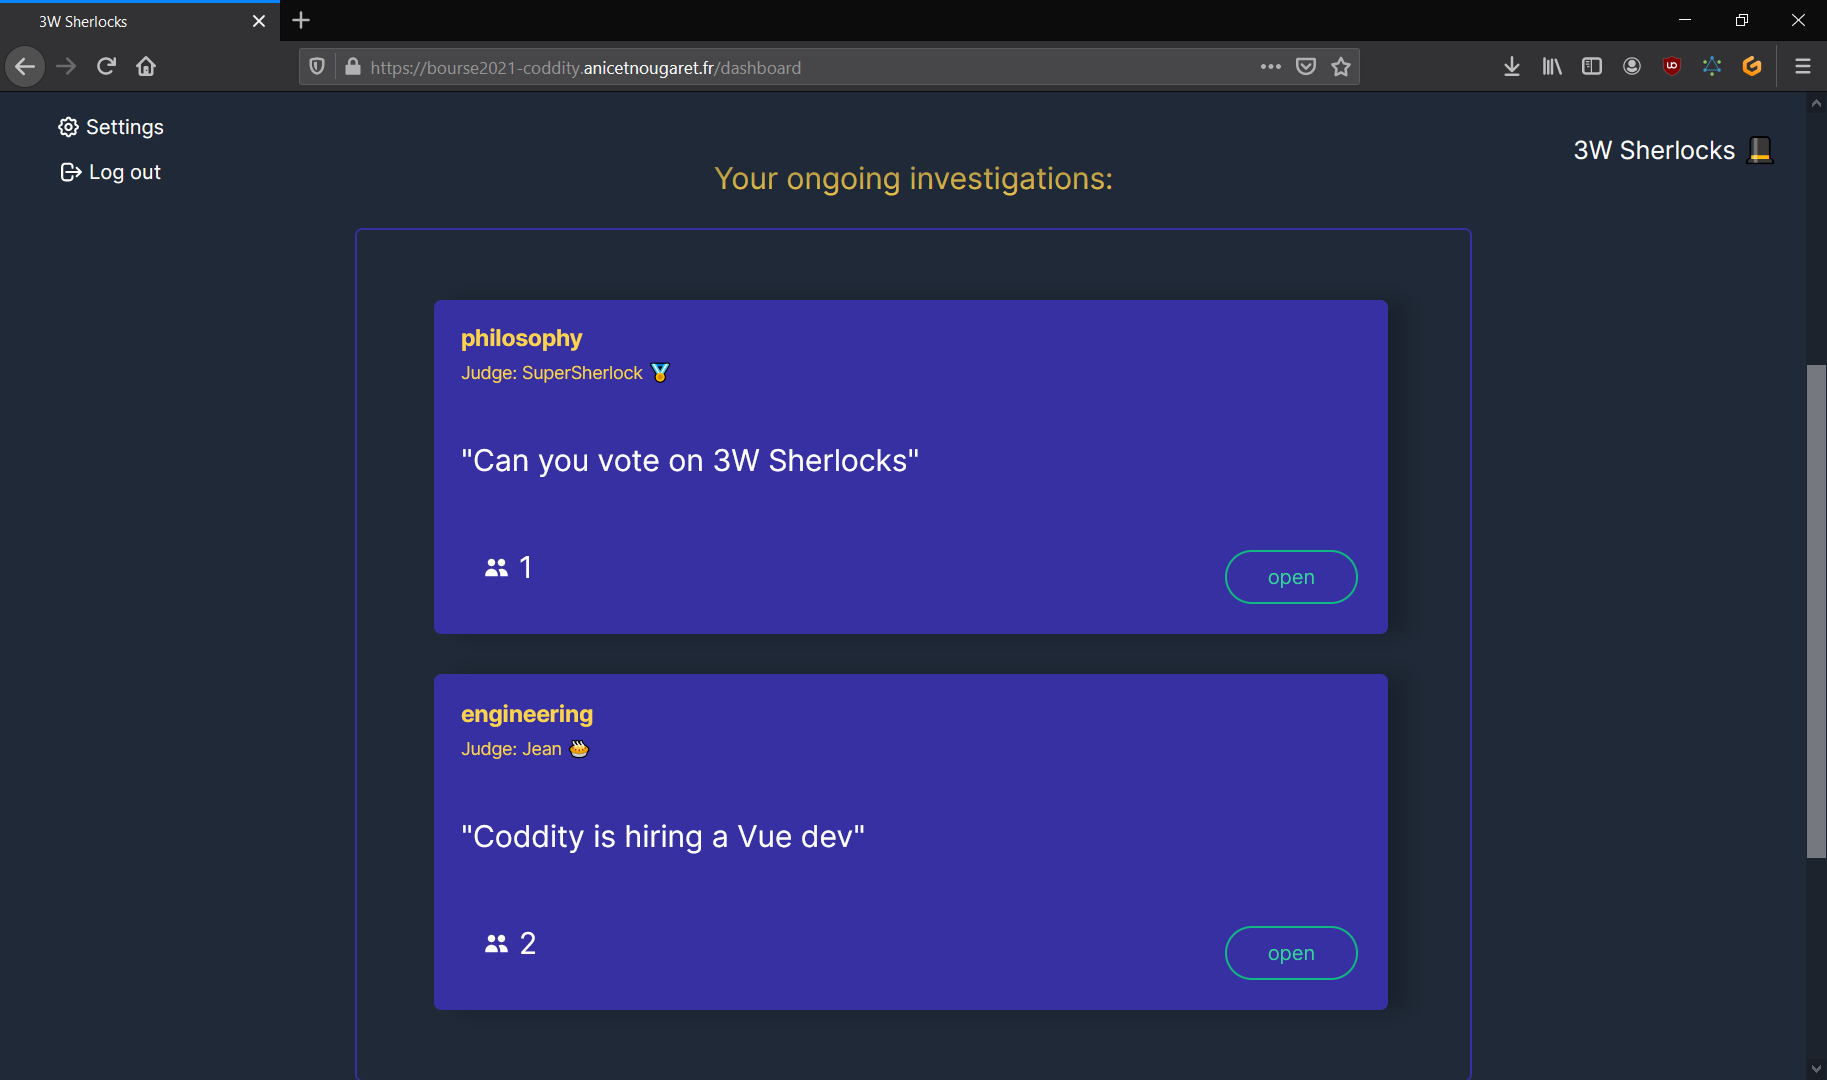 3W Sherlocks
https://bourse2021-coddity.anicetnougaret.fr/dashboard
Settings
Log out
3W Sherlocks
Your ongoing investigations:
philosophy
Judge: SuperSherlock
"Can you vote on 3W Sherlocks"
1
open
engineering
Judge: Jean
"Coddity is hiring a Vue dev"
2
open